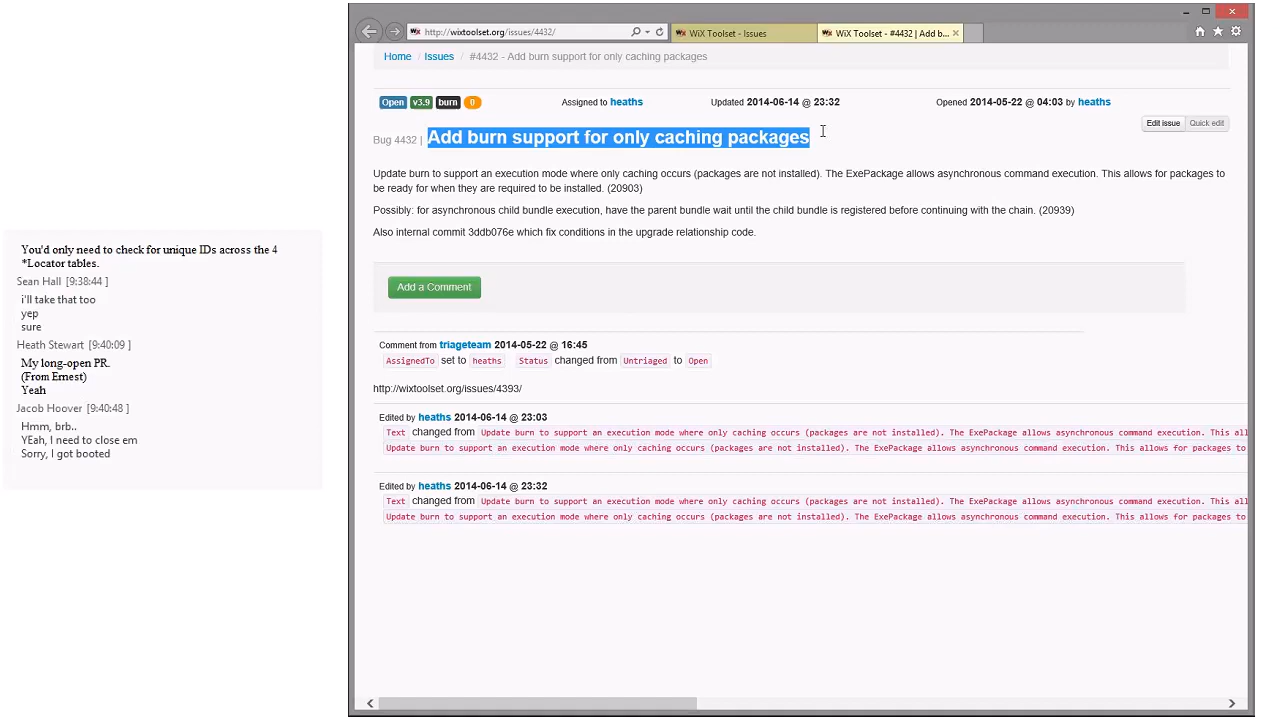 You'd only need to check for unique IDs across the 4
*Locator tables.
Sean Hall [9:38:44 ]
i'll take that too
yep
sure
Heath Stewart [9:40:09 ]
My long-open PR.
(From Ernest)
Yeah
Jacob Hoover [9:40:48 ]
Hmm, brb..
YEah, I need to close em
Sorry, I got booted
http://wixtoolset.org/issues/4432/
WiX Toolset - Issues
WiX Toolset - #4432 | Add b...
Home / Issues / #4432 - Add burn support for only caching packages
Open v3.9 burn 0 Assigned to heaths Updated 2014-06-14 @ 23:32 Opened 2014-05-22 @ 04:03 by heaths
Edit issue Quick edit
Bug 4432 | Add burn support for only caching packages
Update burn to support an execution mode where only caching occurs (packages are not installed). The ExePackage allows asynchronous command execution. This allows for packages to
be ready for when they are required to be installed. (20903)
Possibly: for asynchronous child bundle execution, have the parent bundle wait until the child bundle is registered before continuing with the chain. (20939)
Also internal commit 3ddb076e which fix conditions in the upgrade relationship code.
Add a Comment
Comment from triageteam 2014-05-22 @ 16:45
AssignedTo set to heaths Status changed from Untriaged to Open
http://wixtoolset.org/issues/4393/
Edited by heaths 2014-06-14 @ 23:03
Text changed from Update burn to support an execution mode where only caching occurs (packages are not installed). The ExePackage allows asynchronous command execution. This all
Update burn to support an execution mode where only caching occurs (packages are not installed). The ExePackage allows asynchronous command execution. This allows for packages to
Edited by heaths 2014-06-14 @ 23:32
Text changed from Update burn to support an execution mode where only caching occurs (packages are not installed). The ExePackage allows asynchronous command execution. This all
Update burn to support an execution mode where only caching occurs (packages are not installed). The ExePackage allows asynchronous command execution. This allows for packages to